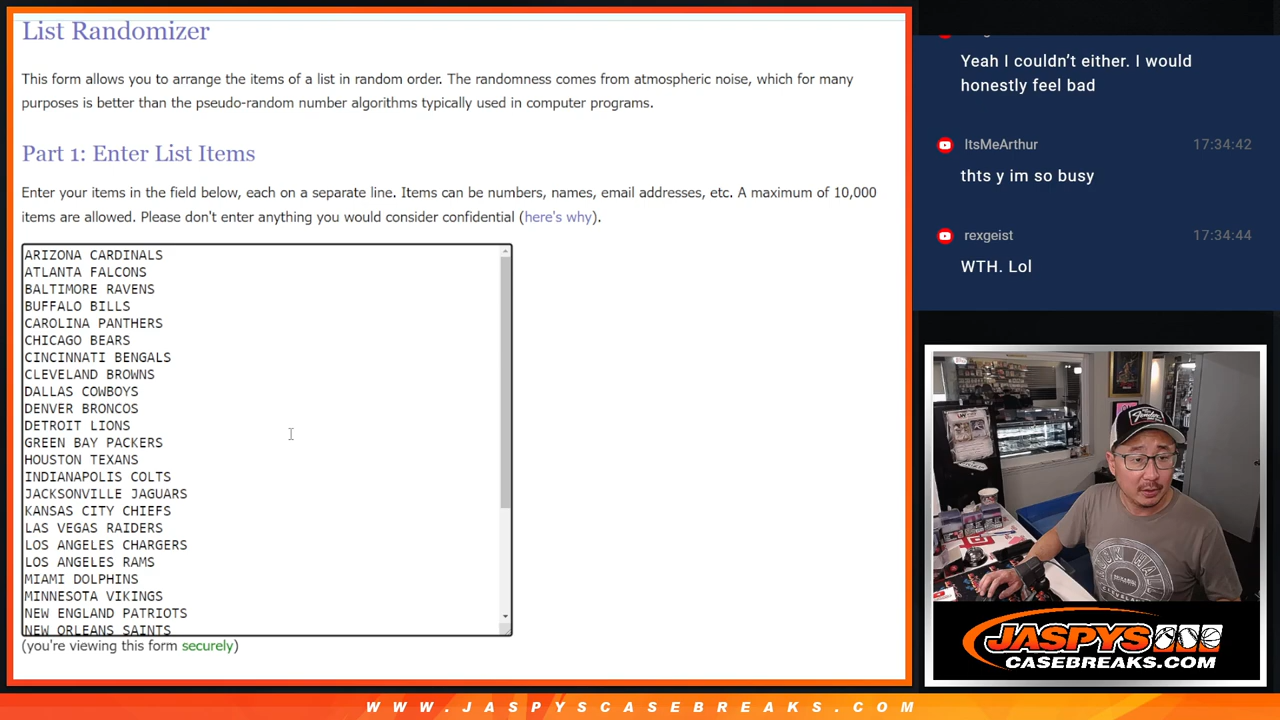 List Randomizer
This form allows you to arrange the items of a list in random order. The randomness comes from atmospheric noise, which for many
purposes is better than the pseudo-random number algorithms typically used in computer programs.
Part 1: Enter List Items
Enter your items in the field below, each on a separate line. Items can be numbers, names, email addresses, etc. A maximum of 10,000
items are allowed. Please don't enter anything you would consider confidential (here's why).
ARIZONA CARDINALS
ATLANTA FALCONS
BALTIMORE RAVENS
BUFFALO BILLS
CAROLINA PANTHERS
CHICAGO BEARS
CINCINNATI BENGALS
CLEVELAND BROWNS
DALLAS COWBOYS
DENVER BRONCOS
DETROIT LIONS
GREEN BAY PACKERS
HOUSTON TEXANS
INDIANAPOLIS COLTS
JACKSONVILLE JAGUARS
KANSAS CITY CHIEFS
LAS VEGAS RAIDERS
LOS ANGELES CHARGERS
LOS ANGELES RAMS
MIAMI DOLPHINS
MINNESOTA VIKINGS
NEW ENGLAND PATRIOTS
NEW ORLEANS SAINTS
(you're viewing this form securely)
Yeah I couldn't either. I would
honestly feel bad
ItsMeArthur 17:34:42
thts y im so busy
rexgeist 17:34:44
WTH. Lol
Fender
JASPYS
CASEBREAKS.COM
WWW.JASPYSCASEBREAKS.COM